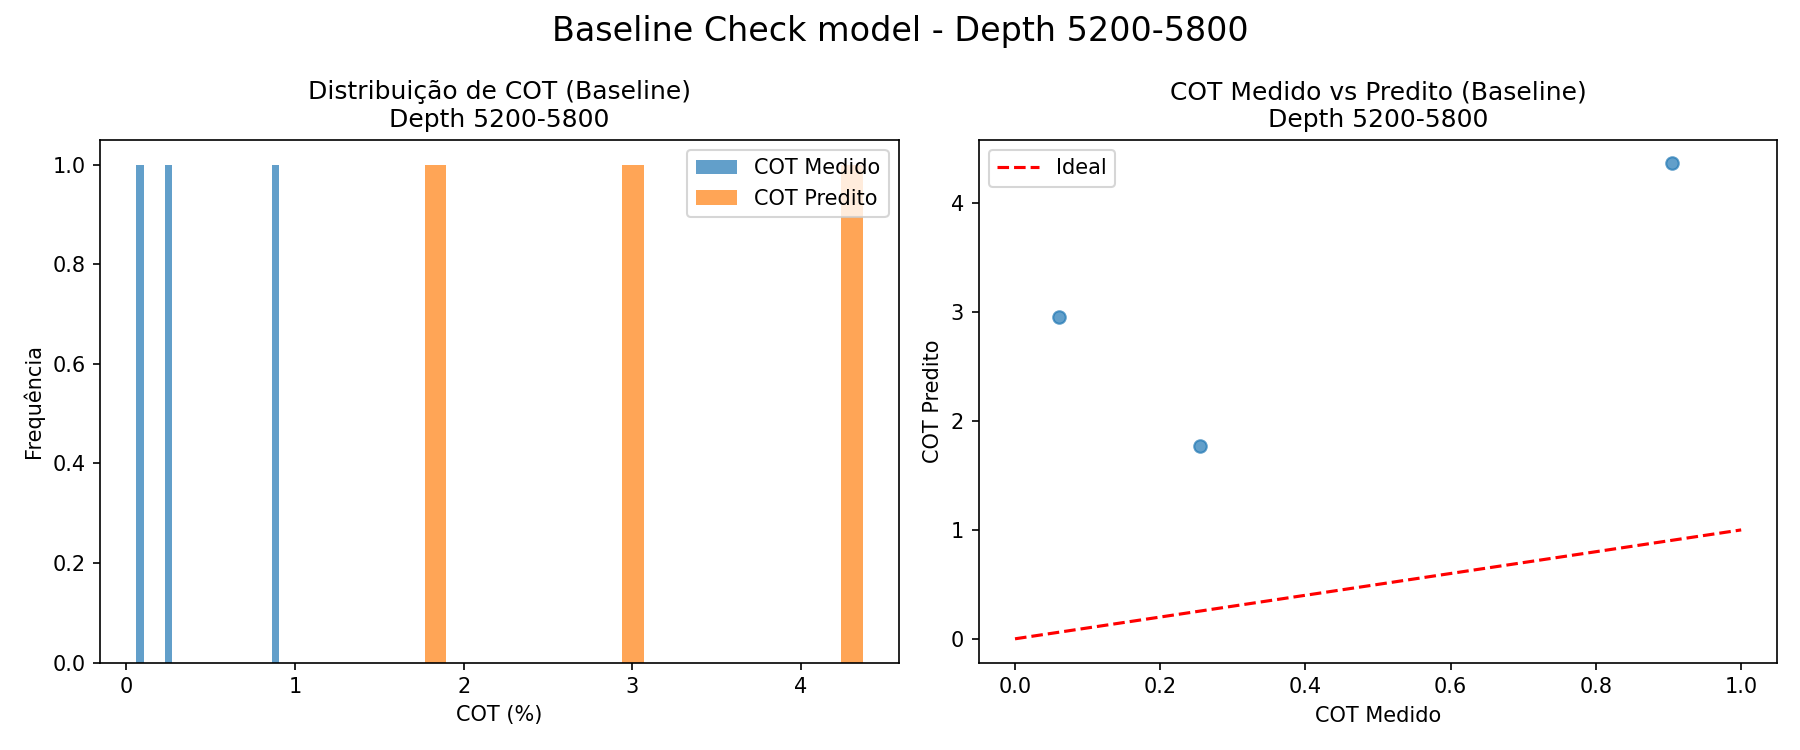 Baseline Check model - Depth 5200-5800
Distribuição de COT (Baseline)
Depth 5200-5800
Frequência
1.0
0.8
0.6
0.4
0.2
0.0
COT Medido
COT Predito
0 1 2 3 4
COT (%)
COT Medido vs Predito (Baseline)
Depth 5200-5800
COT Predito
4
3
2
1
0
Ideal
0.0 0.2 0.4 0.6 0.8 1.0
COT Medido